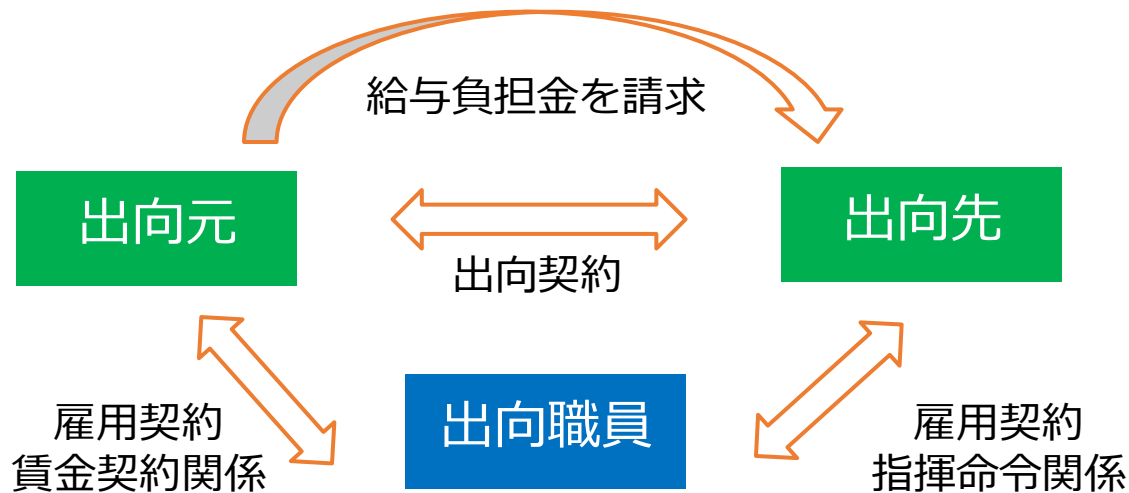 給与負担金を請求
出向元
出向先
出向契約
出向職員
雇用契約
賃金契約関係
雇用契約
指揮命令関係